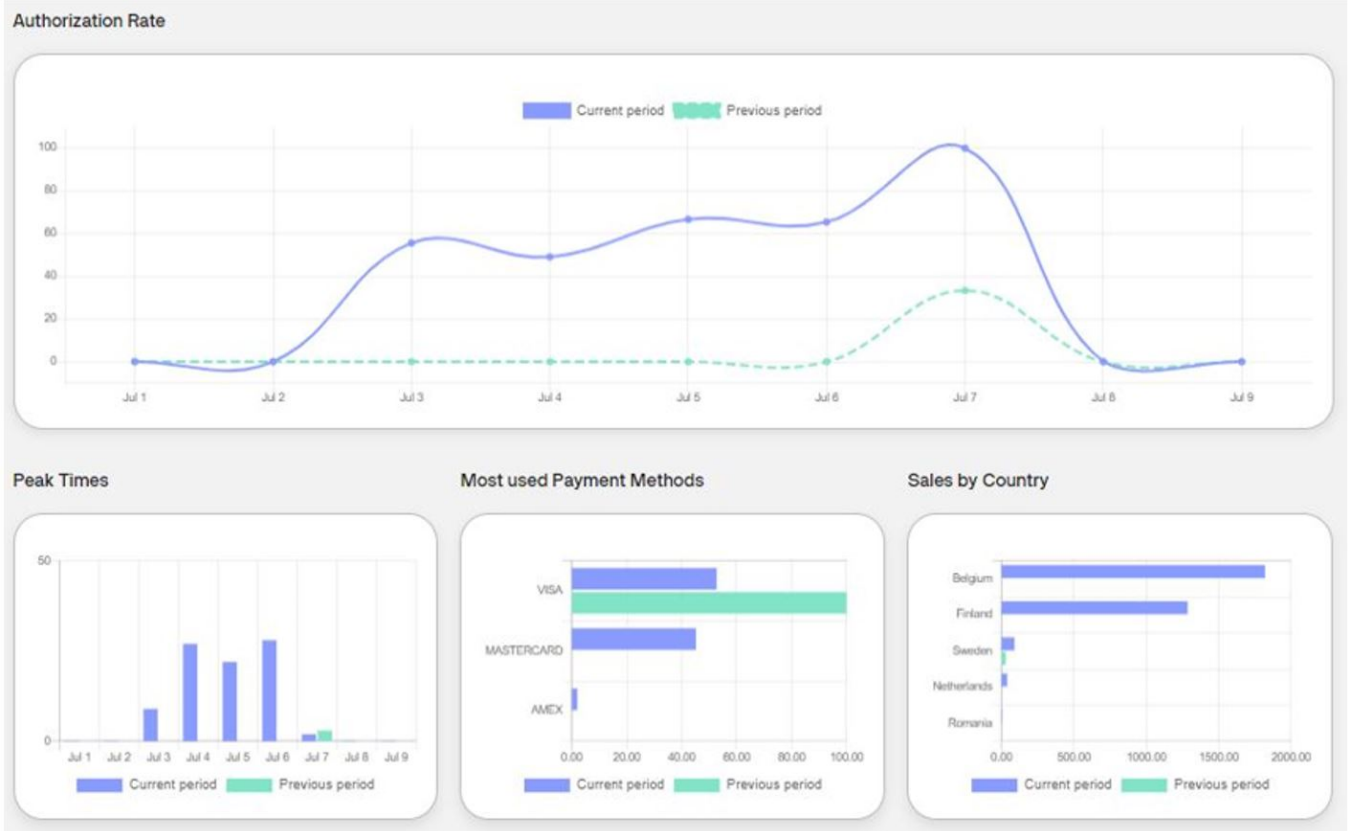 Authorization Rate
Current period Previous period
100
80
60
40
20
0
Jul 1 Jul 2 Jul 3 Jul 4 Jul 5 Jul 6 Jul 7 Jul 8 Jul 9
Peak Times
50
0
Jul 1 Jul 2 Jul 3 Jul 4 Jul 5 Jul 6 Jul 7 Jul 8 Jul 9
Current period Previous period
Most used Payment Methods
VISA
MASTERCARD
AMEX
0.00 20.00 40.00 60.00 80.00 100.00
Current period Previous period
Sales by Country
Belgium
Finland
Sweden
Netherlands
Romania
0.00 500.00 1000.00 1500.00 2000.00
Current period Previous period